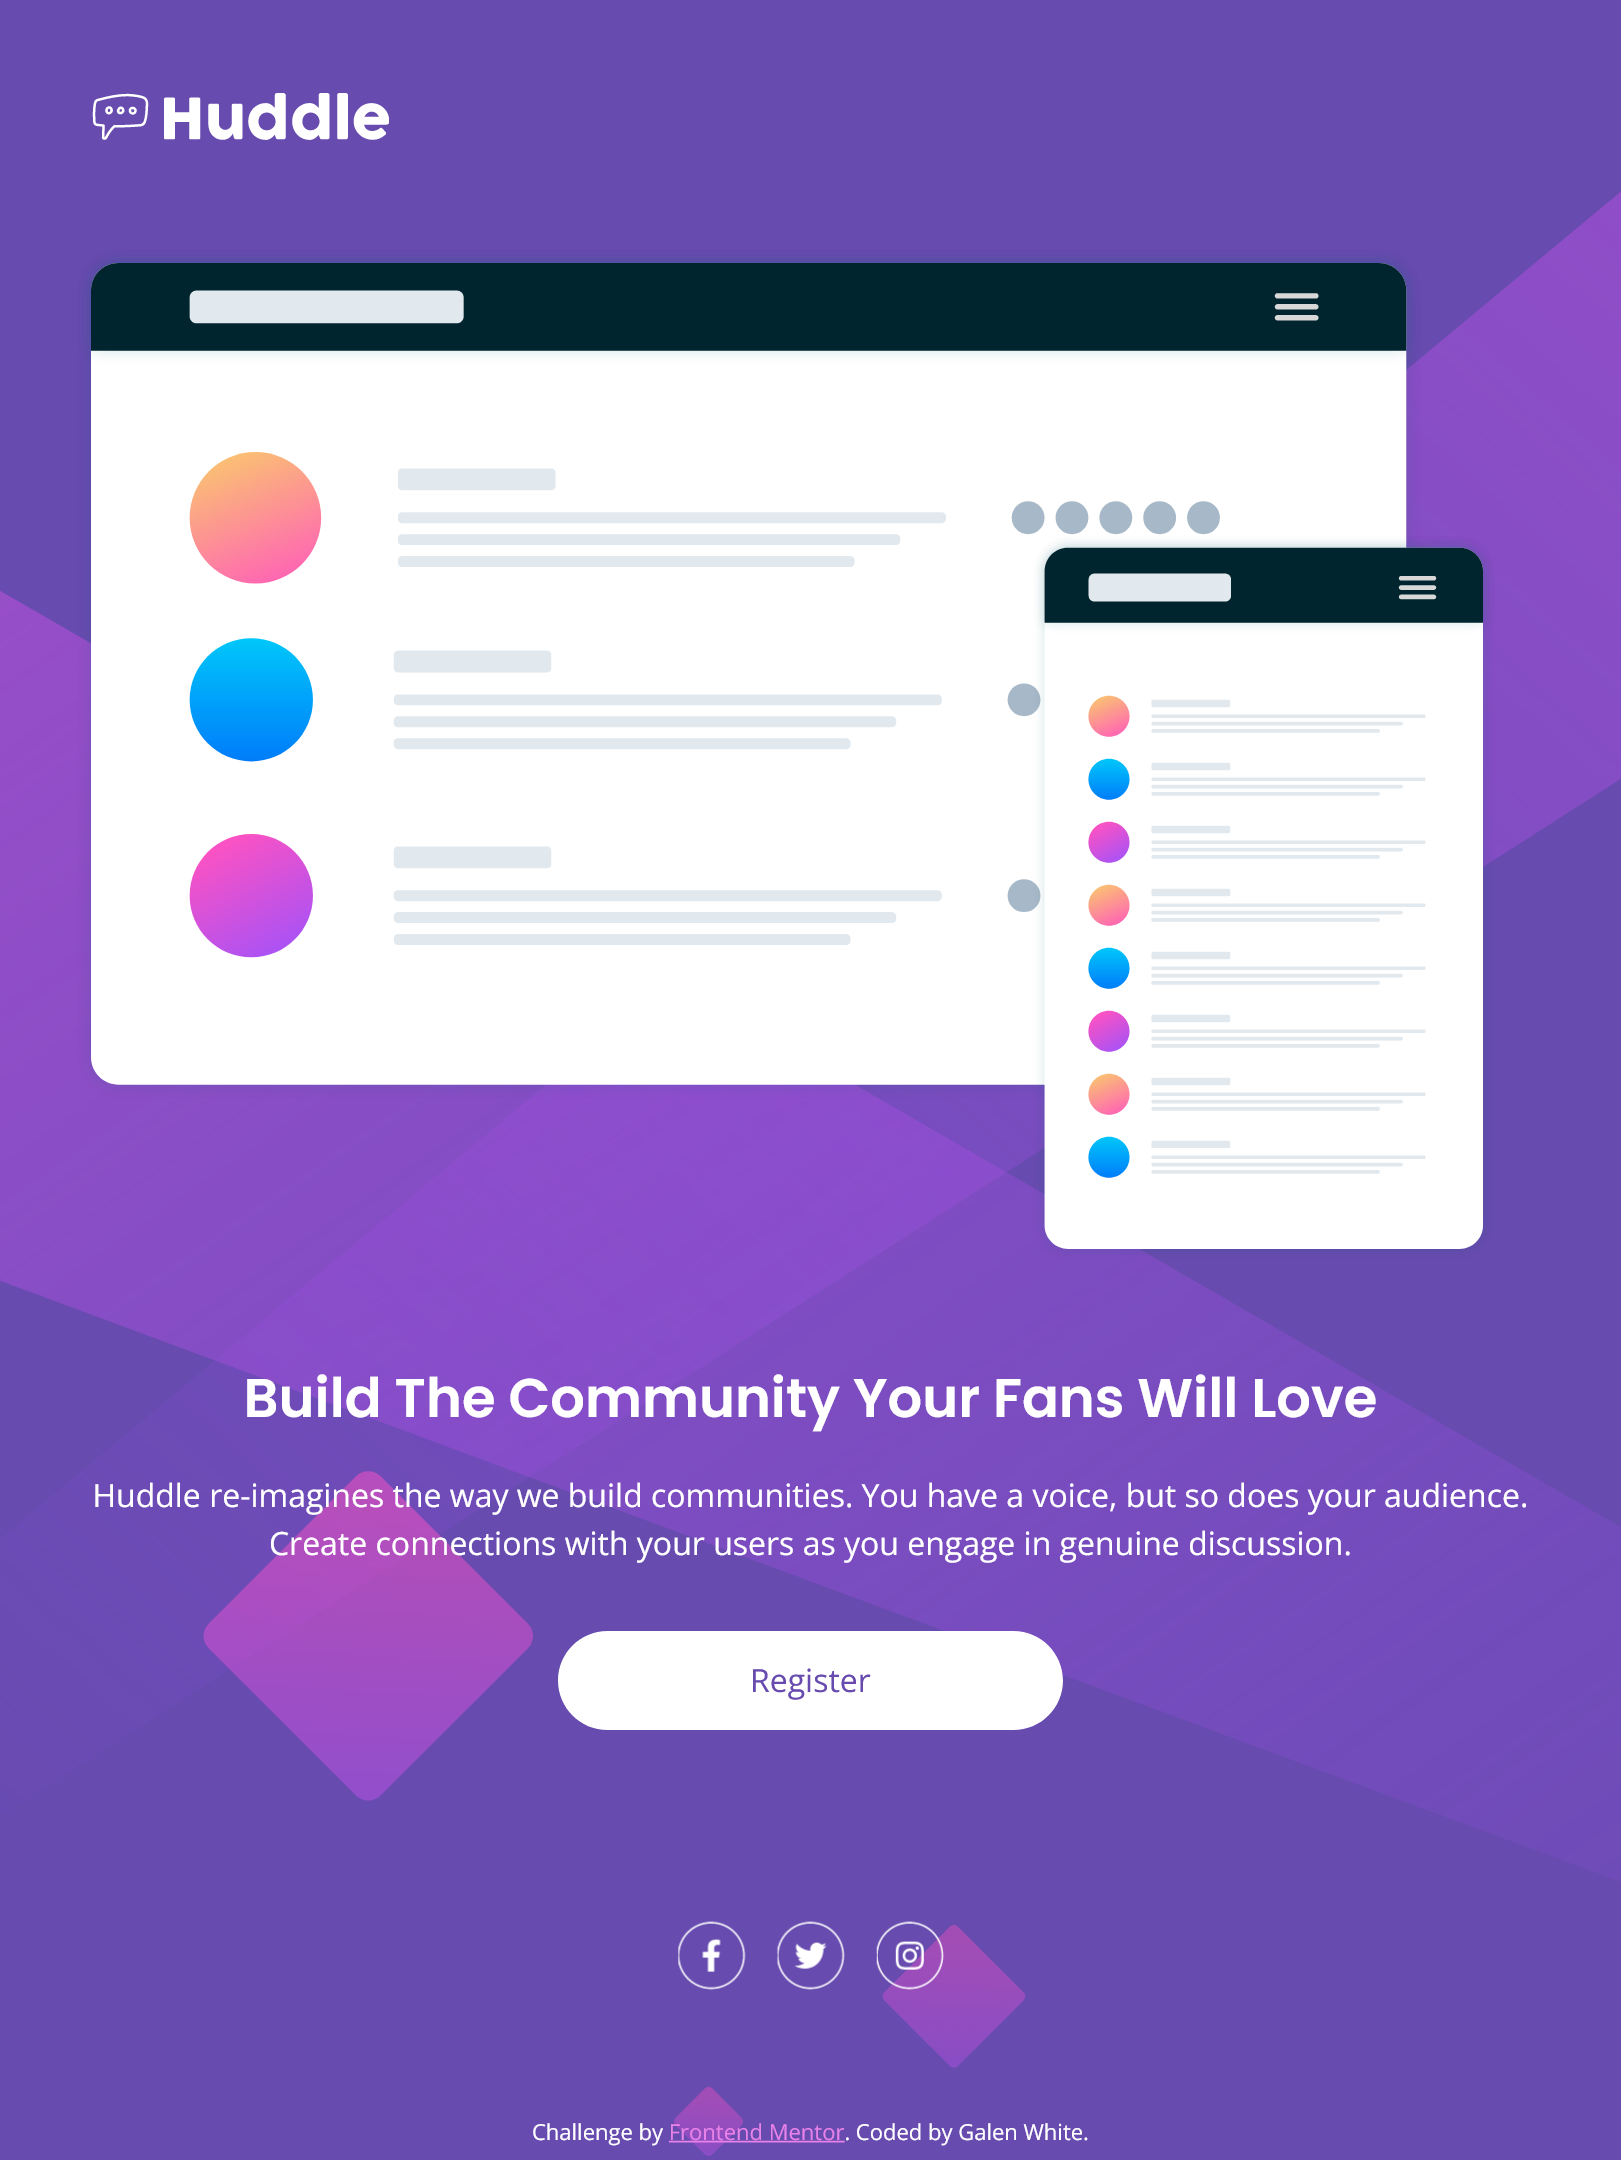 Huddle
Build The Community Your Fans Will Love
Huddle re-imagines the way we build communities. You have a voice, but so does your audience.
Create connections with your users as you engage in genuine discussion.
Register
Challenge by Frontend Mentor. Coded by Galen White.